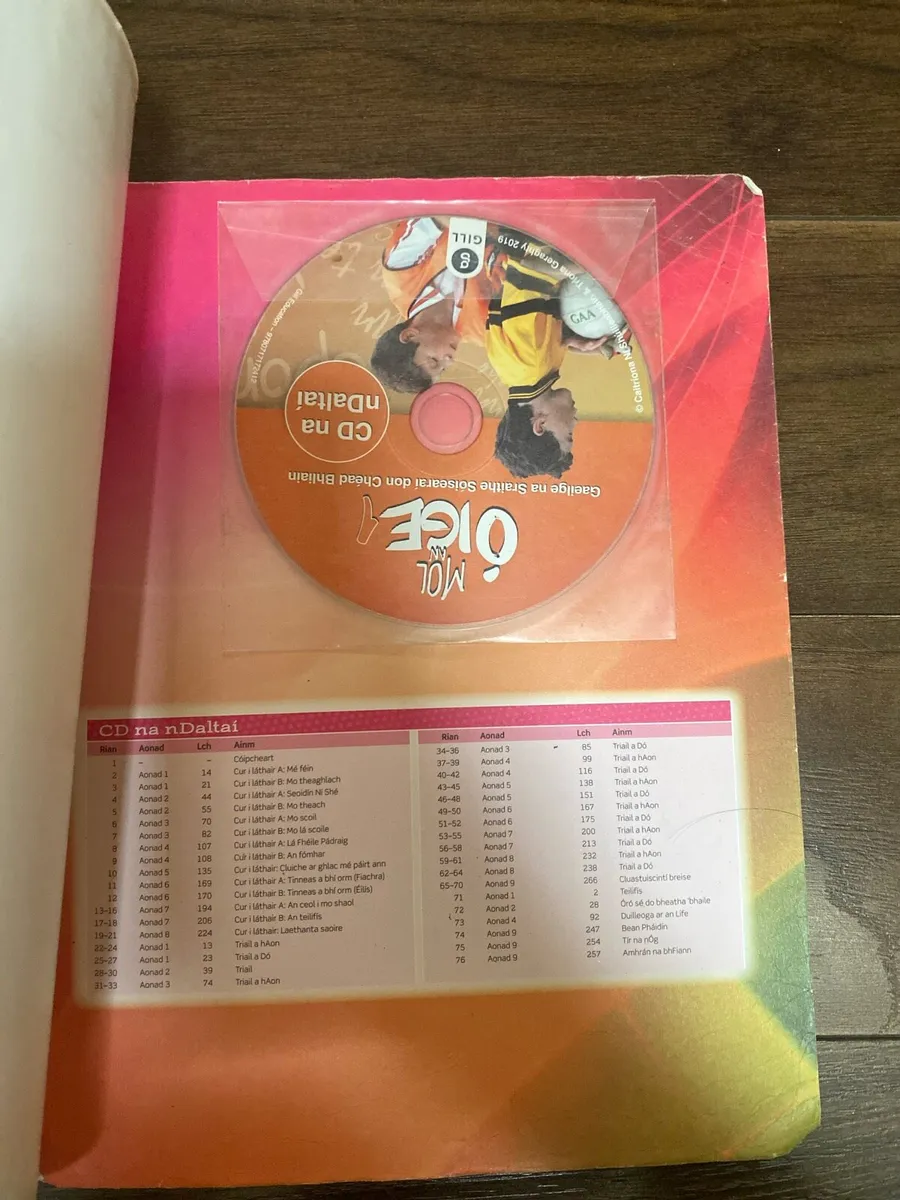 GILL
© Caitríona Ní Shúilleabháin, Tríona Geraghty 2019
Gill Education – 9780717172412
GAA
CD na
nDaltaí
Gaeilge na Sraithe Sóisearaí don Chéad Bhliain
MOL
AN
ÓIGE 1
CD na nDaltaí
Rian Aonad Lch Ainm
1 – – Cóipcheart
2 Aonad 1 14 Cur i láthair A: Mé féin
3 Aonad 1 21 Cur i láthair B: Mo theaghlach
4 Aonad 2 44 Cur i láthair A: Seoidín Ní Shé
5 Aonad 2 55 Cur i láthair B: Mo theach
6 Aonad 3 70 Cur i láthair A: Mo scoil
7 Aonad 3 82 Cur i láthair B: Mo lá scoile
8 Aonad 4 107 Cur i láthair A: Lá Fhéile Pádraig
9 Aonad 4 108 Cur i láthair B: An fómhar
10 Aonad 5 135 Cur i láthair: Cluiche ar ghlac mé páirt ann
11 Aonad 6 169 Cur i láthair A: Tinneas a bhí orm (Fiachra)
12 Aonad 6 170 Cur i láthair B: Tinneas a bhí orm (Éilís)
13–16 Aonad 7 194 Cur i láthair A: An ceol i mo shaol
17–18 Aonad 7 206 Cur i láthair B: An teilifís
19–21 Aonad 8 224 Cur i láthair: Laethanta saoire
22–24 Aonad 1 13 Triail a hAon
25–27 Aonad 1 23 Triail a Dó
28–30 Aonad 2 39 Triail
31–33 Aonad 3 74 Triail a hAon
Rian Aonad Lch Ainm
34–36 Aonad 3 85 Triail a Dó
37–39 Aonad 4 99 Triail a hAon
40–42 Aonad 4 116 Triail a Dó
43–45 Aonad 5 138 Triail a hAon
46–48 Aonad 5 151 Triail a Dó
49–50 Aonad 6 167 Triail a hAon
51–52 Aonad 6 175 Triail a Dó
53–55 Aonad 7 200 Triail a hAon
56–58 Aonad 7 213 Triail a Dó
59–61 Aonad 8 232 Triail a hAon
62–64 Aonad 8 238 Triail a Dó
65–70 Aonad 9 266 Cluastuiscintí breise
71 Aonad 1 2 Teilifís
72 Aonad 2 28 Óró sé do bheatha 'bhaile
73 Aonad 4 92 Duilleoga ar an Life
74 Aonad 9 247 Bean Pháidín
75 Aonad 9 254 Tír na nÓg
76 Aonad 9 257 Amhrán na bhFiann